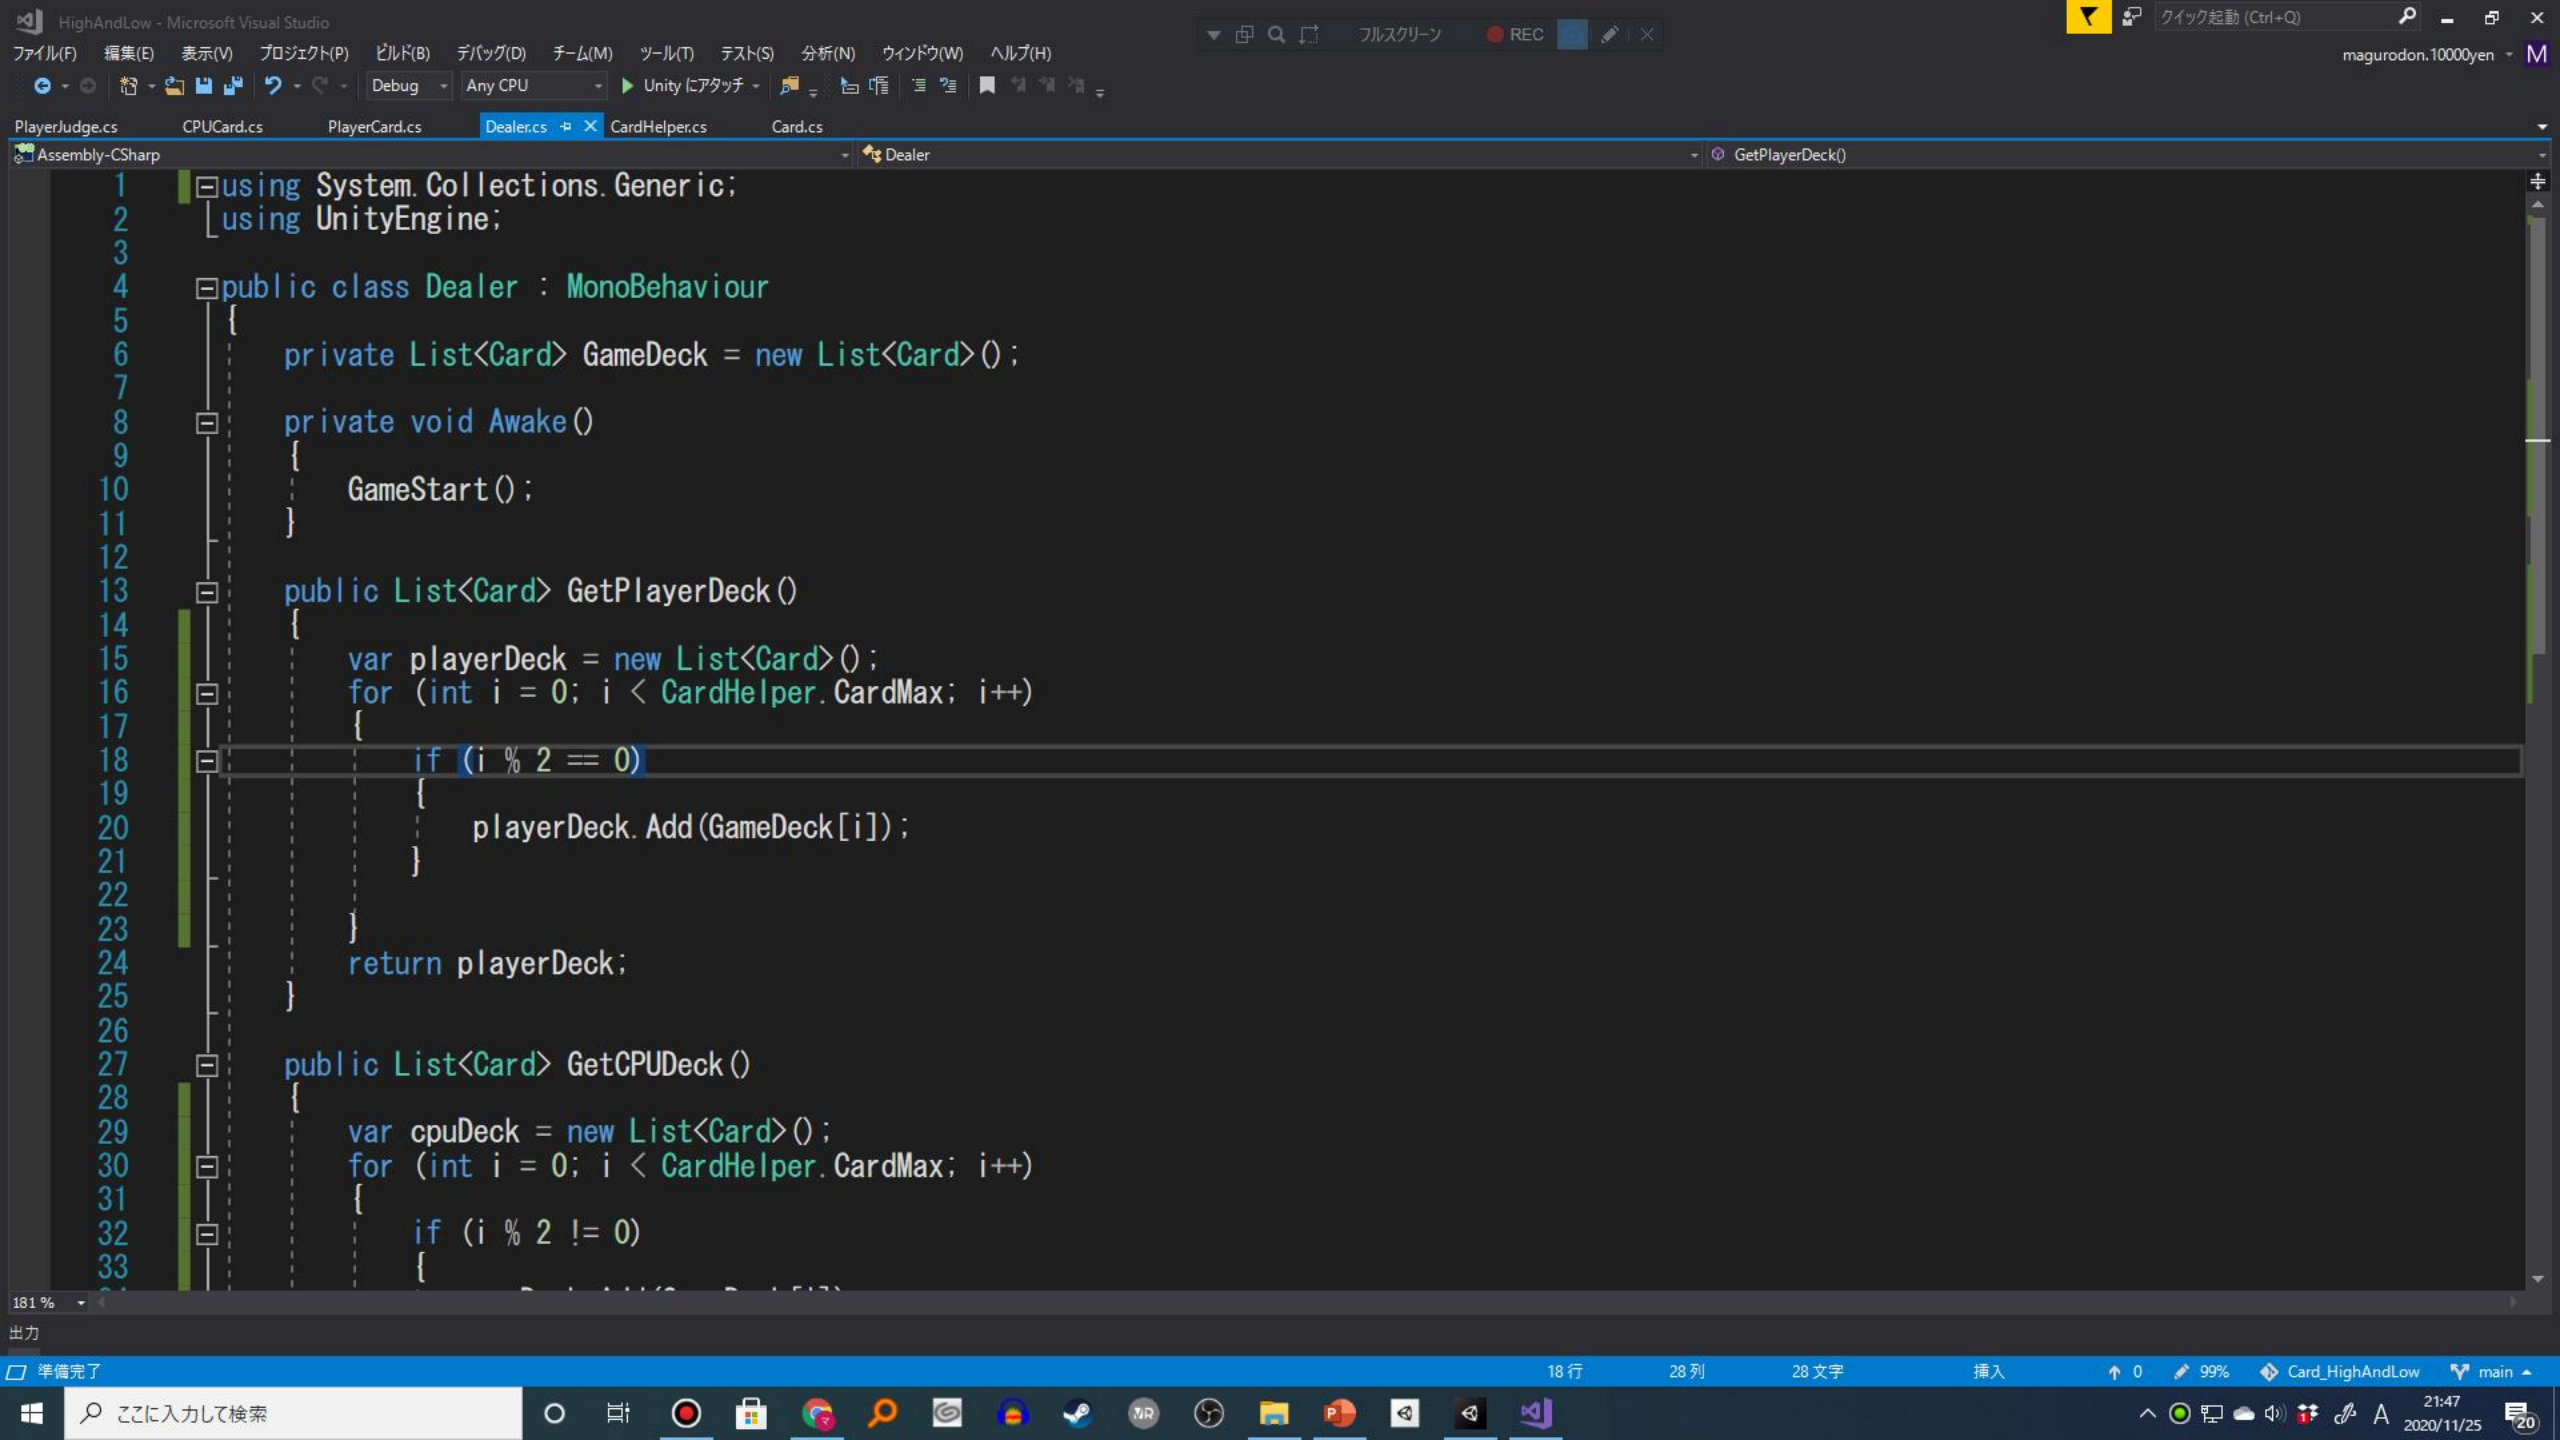 HighAndLow - Microsoft Visual Studio
フルスクリーン REC
クイック起動 (Ctrl+Q)
ファイル(F) 編集(E) 表示(V) プロジェクト(P) ビルド(B) デバッグ(D) チーム(M) ツール(T) テスト(S) 分析(N) ウィンドウ(W) ヘルプ(H)
magurodon.10000yen M
Debug Any CPU Unity にアタッチ
PlayerJudge.cs CPUCard.cs PlayerCard.cs Dealer.cs CardHelper.cs Card.cs
Assembly-CSharp Dealer GetPlayerDeck()
1 using System.Collections.Generic;
2 using UnityEngine;
3
4 public class Dealer : MonoBehaviour
5 {
6 private List<Card> GameDeck = new List<Card>();
7
8 private void Awake()
9 {
10 GameStart();
11 }
12
13 public List<Card> GetPlayerDeck()
14 {
15 var playerDeck = new List<Card>();
16 for (int i = 0; i < CardHelper.CardMax; i++)
17 {
18 if (i % 2 == 0)
19 {
20 playerDeck.Add(GameDeck[i]);
21 }
22
23 }
24 return playerDeck;
25 }
26
27 public List<Card> GetCPUDeck()
28 {
29 var cpuDeck = new List<Card>();
30 for (int i = 0; i < CardHelper.CardMax; i++)
31 {
32 if (i % 2 != 0)
33 {
181 %
出力
準備完了 18 行 28 列 28 文字 挿入 0 99% Card_HighAndLow main
ここに入力して検索
A 21:47
2020/11/25
20